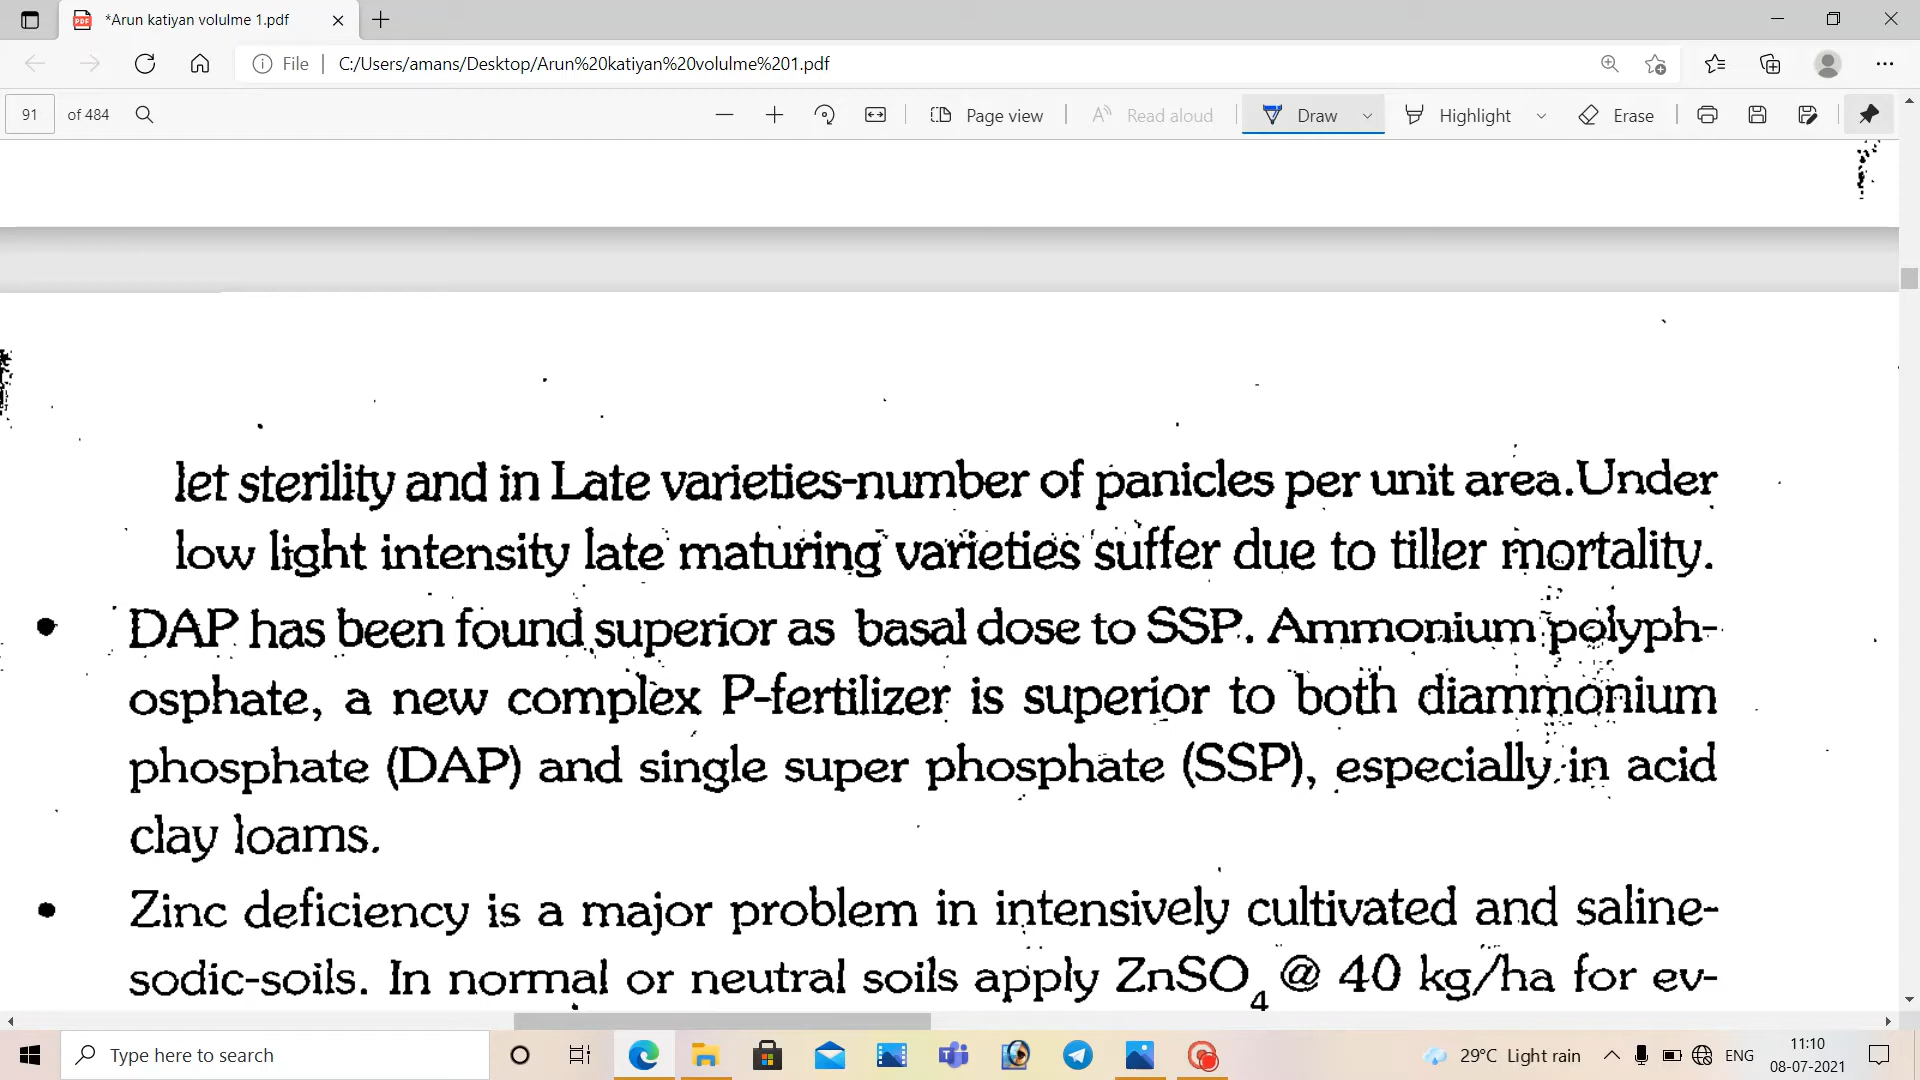 *Arun katiyan volulme 1.pdf
File C:/Users/amans/Desktop/Arun%20katiyan%20volulme%201.pdf
91 of 484 Page view Read aloud Draw Highlight Erase
let sterility and in Late varieties-number of panicles per unit area. Under
low light intensity late maturing varieties suffer due to tiller mortality.
• DAP has been found superior as basal dose to SSP. Ammonium polyph-
osphate, a new complex P-fertilizer is superior to both diammonium
phosphate (DAP) and single super phosphate (SSP), especially in acid
clay loams.
• Zinc deficiency is a major problem in intensively cultivated and saline-
sodic-soils. In normal or neutral soils apply ZnSO4 @ 40 kg/ha for ev-
Type here to search 29°C Light rain ENG 11:10
08-07-2021